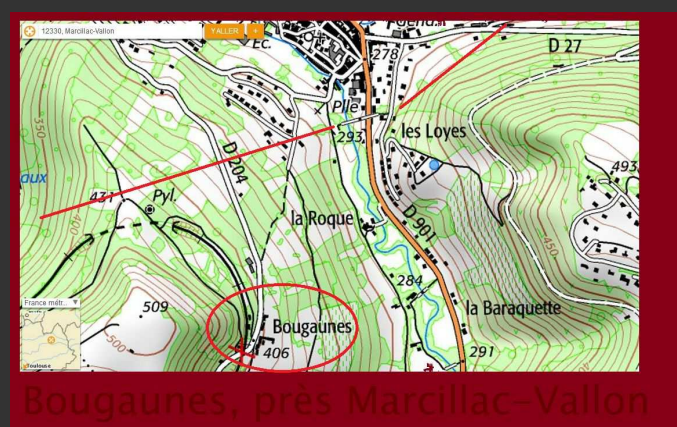 12330, Marcillac-Vallon
Y ALLER +
Ec.
278
D 27
Plle
293
les Loyes
D 204
493
aux
431
Pyl.
la Roque
D 901
284
France métr... ▼
509
la Baraquette
Bougaunes
406
291
350
400
450
500
Toulouse
Bougaunes, près Marcillac-Vallon